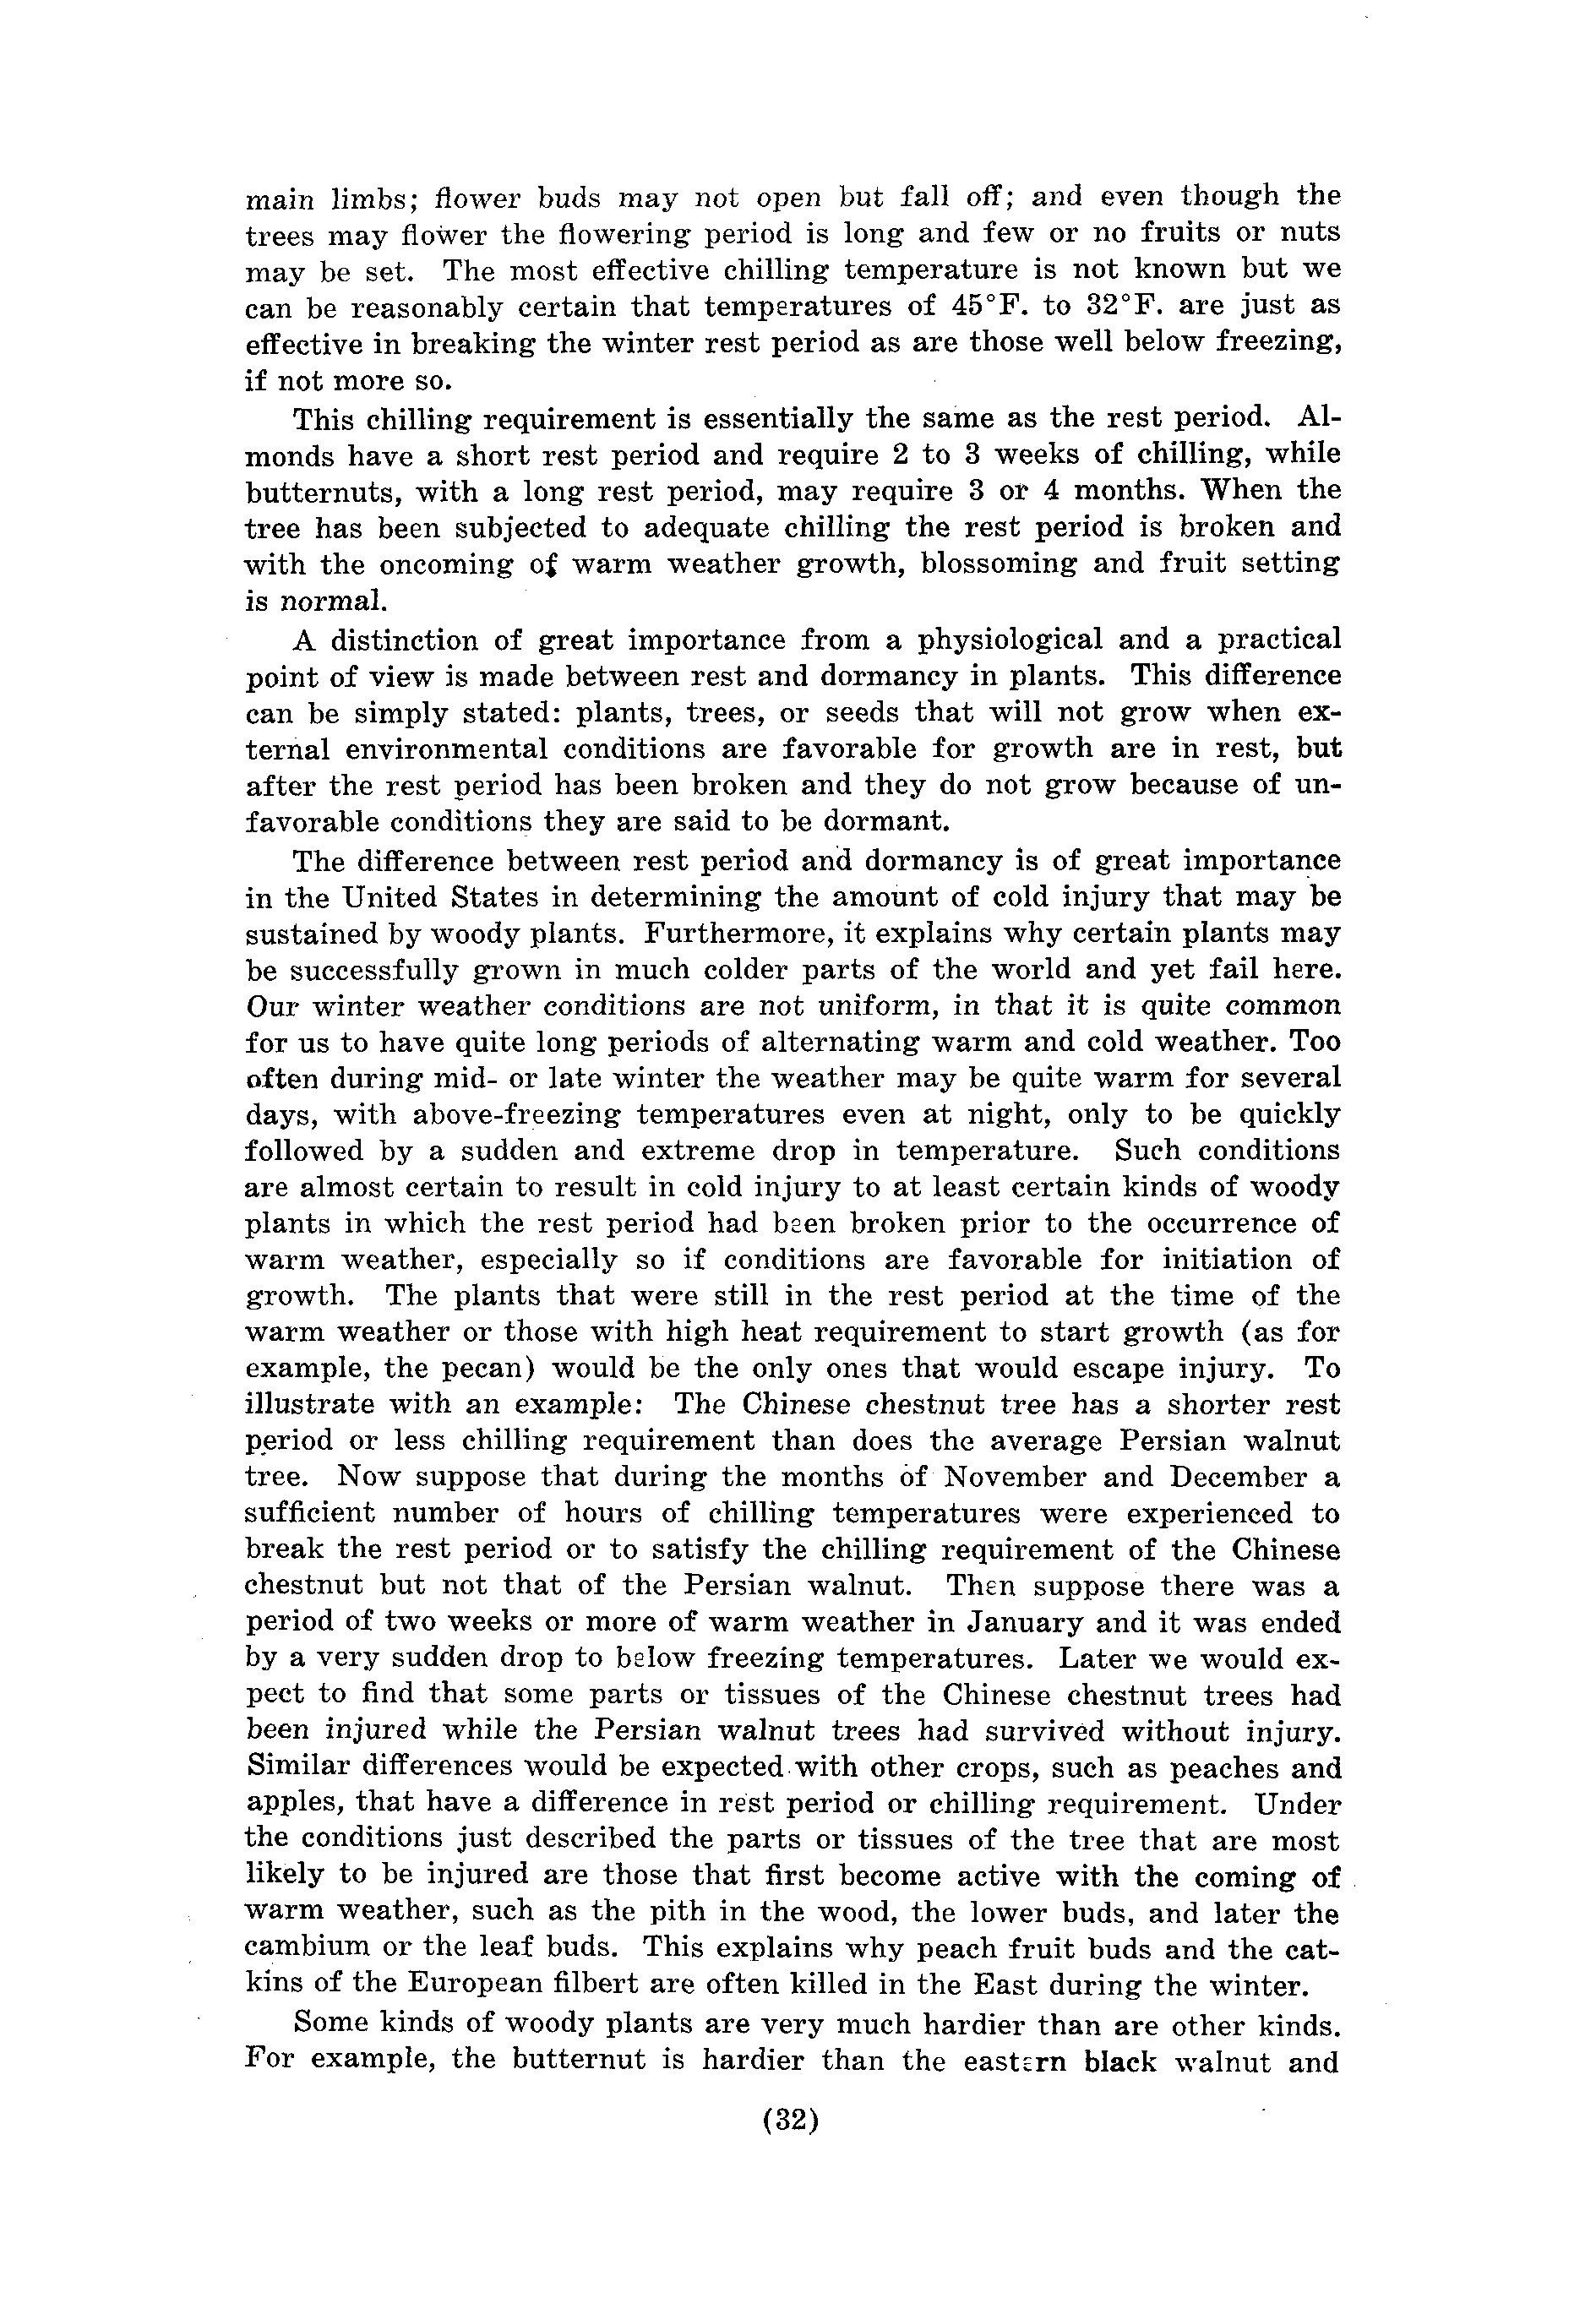 main limbs; flower buds may not open but fall off; and even though the
trees may flower the flowering period is long and few or no fruits or nuts
may be set. The most effective chilling temperature is not known but we
can be reasonably certain that temperatures of 45°F. to 32°F. are just as
effective in breaking the winter rest period as are those well below freezing,
if not more so.
This chilling requirement is essentially the same as the rest period. Al-
monds have a short rest period and require 2 to 3 weeks of chilling, while
butternuts, with a long rest period, may require 3 or 4 months. When the
tree has been subjected to adequate chilling the rest period is broken and
with the oncoming of warm weather growth, blossoming and fruit setting
is normal.
A distinction of great importance from a physiological and a practical
point of view is made between rest and dormancy in plants. This difference
can be simply stated: plants, trees, or seeds that will not grow when ex-
ternal environmental conditions are favorable for growth are in rest, but
after the rest period has been broken and they do not grow because of un-
favorable conditions they are said to be dormant.
The difference between rest period and dormancy is of great importance
in the United States in determining the amount of cold injury that may be
sustained by woody plants. Furthermore, it explains why certain plants may
be successfully grown in much colder parts of the world and yet fail here.
Our winter weather conditions are not uniform, in that it is quite common
for us to have quite long periods of alternating warm and cold weather. Too
often during mid- or late winter the weather may be quite warm for several
days, with above-freezing temperatures even at night, only to be quickly
followed by a sudden and extreme drop in temperature. Such conditions
are almost certain to result in cold injury to at least certain kinds of woody
plants in which the rest period had been broken prior to the occurrence of
warm weather, especially so if conditions are favorable for initiation of
growth. The plants that were still in the rest period at the time of the
warm weather or those with high heat requirement to start growth (as for
example, the pecan) would be the only ones that would escape injury. To
illustrate with an example: The Chinese chestnut tree has a shorter rest
period or less chilling requirement than does the average Persian walnut
tree. Now suppose that during the months of November and December a
sufficient number of hours of chilling temperatures were experienced to
break the rest period or to satisfy the chilling requirement of the Chinese
chestnut but not that of the Persian walnut. Then suppose there was a
period of two weeks or more of warm weather in January and it was ended
by a very sudden drop to below freezing temperatures. Later we would ex-
pect to find that some parts or tissues of the Chinese chestnut trees had
been injured while the Persian walnut trees had survived without injury.
Similar differences would be expected with other crops, such as peaches and
apples, that have a difference in rest period or chilling requirement. Under
the conditions just described the parts or tissues of the tree that are most
likely to be injured are those that first become active with the coming of
warm weather, such as the pith in the wood, the lower buds, and later the
cambium or the leaf buds. This explains why peach fruit buds and the cat-
kins of the European filbert are often killed in the East during the winter.
Some kinds of woody plants are very much hardier than are other kinds.
For example, the butternut is hardier than the eastern black walnut and
(32)